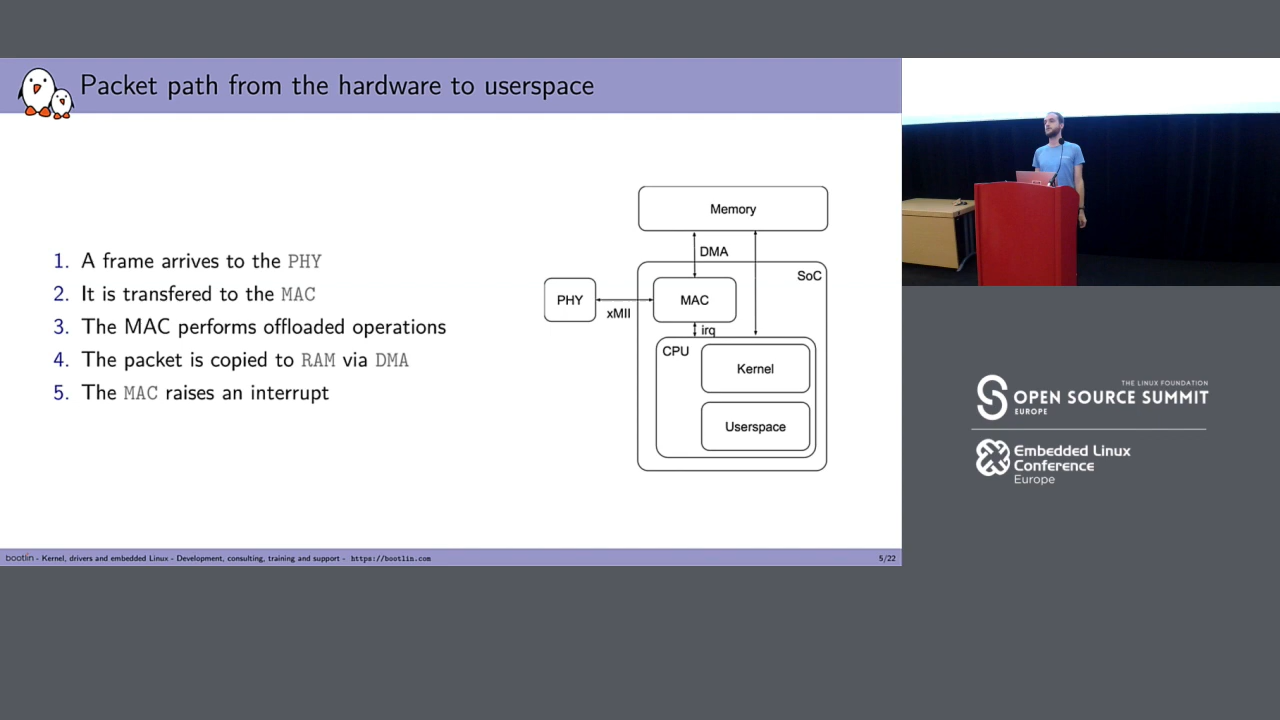 Packet path from the hardware to userspace
1. A frame arrives to the PHY
2. It is transfered to the MAC
3. The MAC performs offloaded operations
4. The packet is copied to RAM via DMA
5. The MAC raises an interrupt
Memory
DMA
SoC
PHY
xMII
MAC
irq
CPU
Kernel
Userspace
bootlin - Kernel, drivers and embedded Linux - Development, consulting, training and support - https://bootlin.com
5/22
THE LINUX FOUNDATION
OPEN SOURCE SUMMIT
EUROPE
Embedded Linux
Conference
Europe